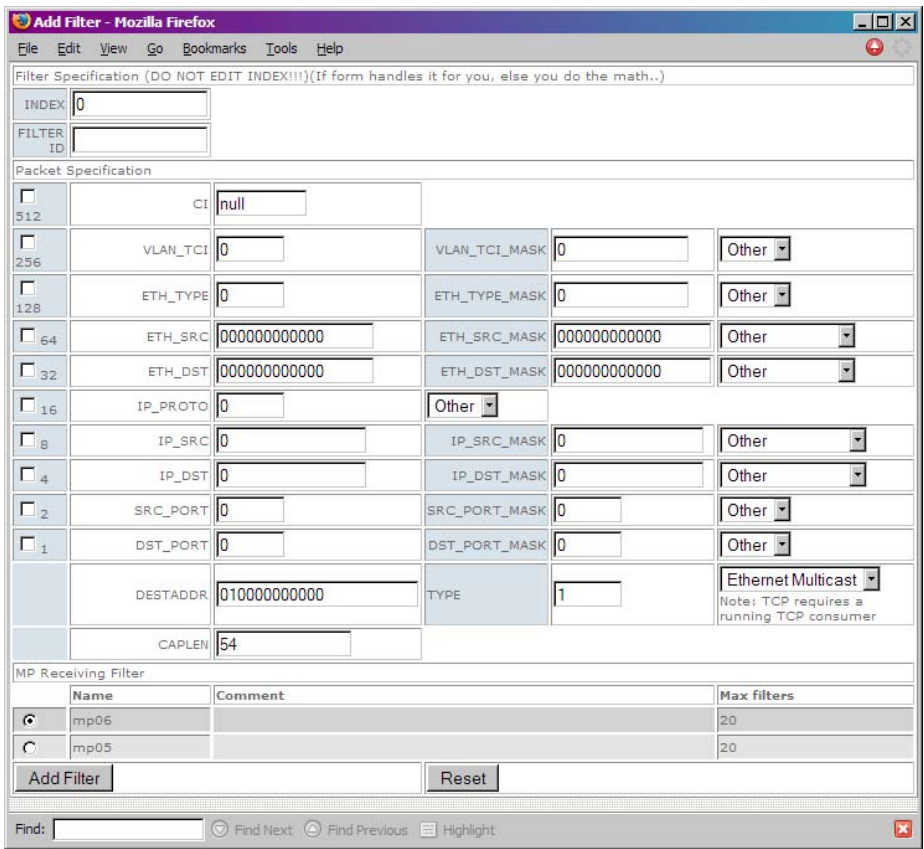 Add Filter - Mozilla Firefox
File Edit View Go Bookmarks Tools Help
Filter Specification (DO NOT EDIT INDEX!!!)(If form handles it for you, else you do the math..)
INDEX 0
FILTER ID
Packet Specification
512 CI null
256 VLAN_TCI 0 VLAN_TCI_MASK 0 Other
128 ETH_TYPE 0 ETH_TYPE_MASK 0 Other
64 ETH_SRC 000000000000 ETH_SRC_MASK 000000000000 Other
32 ETH_DST 000000000000 ETH_DST_MASK 000000000000 Other
16 IP_PROTO 0 Other
8 IP_SRC 0 IP_SRC_MASK 0 Other
4 IP_DST 0 IP_DST_MASK 0 Other
2 SRC_PORT 0 SRC_PORT_MASK 0 Other
1 DST_PORT 0 DST_PORT_MASK 0 Other
DESTADDR 010000000000 TYPE 1 Ethernet Multicast
Note: TCP requires a
running TCP consumer
CAPLEN 54
MP Receiving Filter
Name Comment Max filters
mp06 20
mp05 20
Add Filter Reset
Find: Find Next Find Previous Highlight